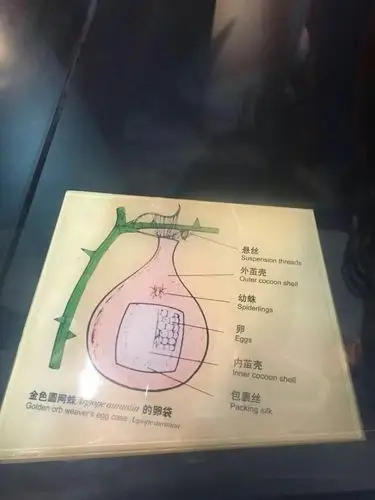 悬丝
Suspension threads
外茧壳
Outer cocoon shell
幼蛛
Spiderlings
卵
Eggs
内茧壳
Inner cocoon shell
包裹丝
Packing silk
金色圆网蛛 的卵袋
Golden orb weaver's egg case